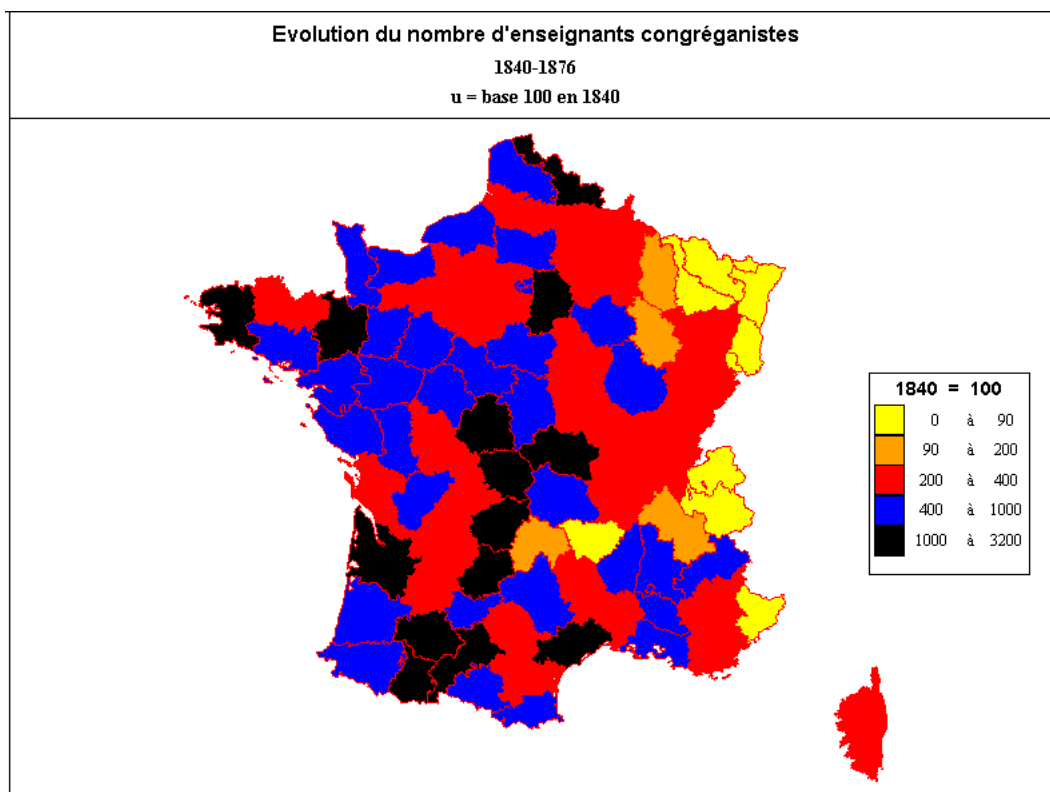 Evolution du nombre d'enseignants congréganistes
1840-1876
u = base 100 en 1840
1840 = 100
0 à 90
90 à 200
200 à 400
400 à 1000
1000 à 3200